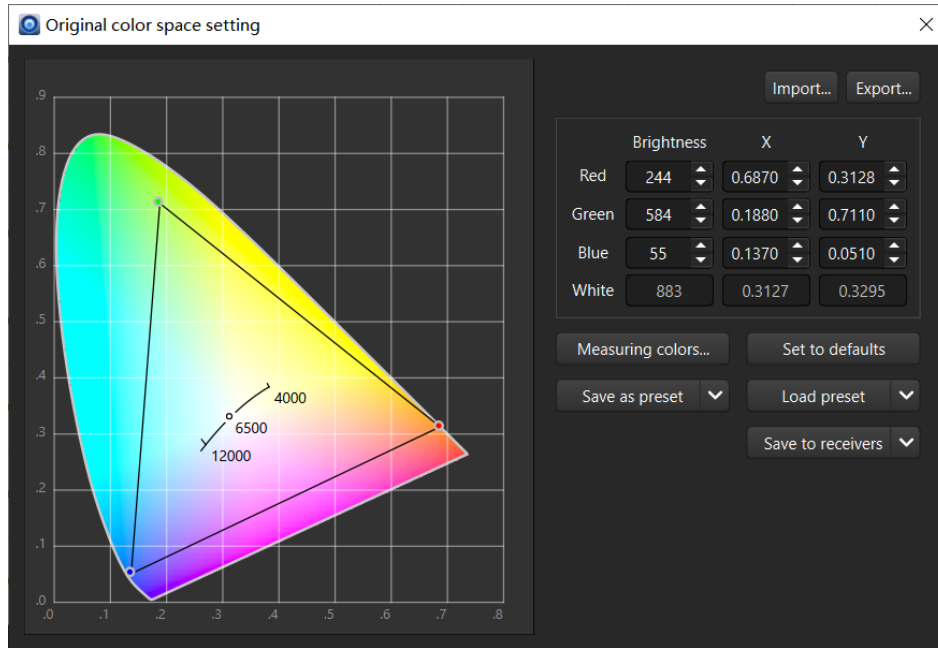 Original color space setting
Import... Export...
Brightness X Y
Red 244 0.6870 0.3128
Green 584 0.1880 0.7110
Blue 55 0.1370 0.0510
White 883 0.3127 0.3295
Measuring colors... Set to defaults
Save as preset Load preset
Save to receivers
.9
.8
.7
.6
.5
.4
.3
.2
.1
.0
.0 .1 .2 .3 .4 .5 .6 .7 .8
4000
6500
12000